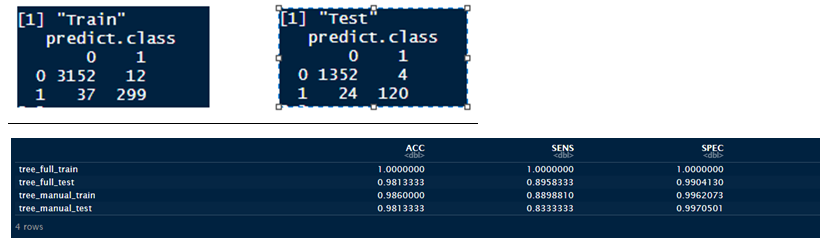 [1] "Train"
predict.class
0 1
0 3152 12
1 37 299
[1] "Test"
predict.class
0 1
0 1352 4
1 24 120
ACC SENS SPEC
<dbl> <dbl> <dbl>
tree_full_train 1.0000000 1.0000000 1.0000000
tree_full_test 0.9813333 0.8958333 0.9904130
tree_manual_train 0.9860000 0.8898810 0.9962073
tree_manual_test 0.9813333 0.8333333 0.9970501
4 rows